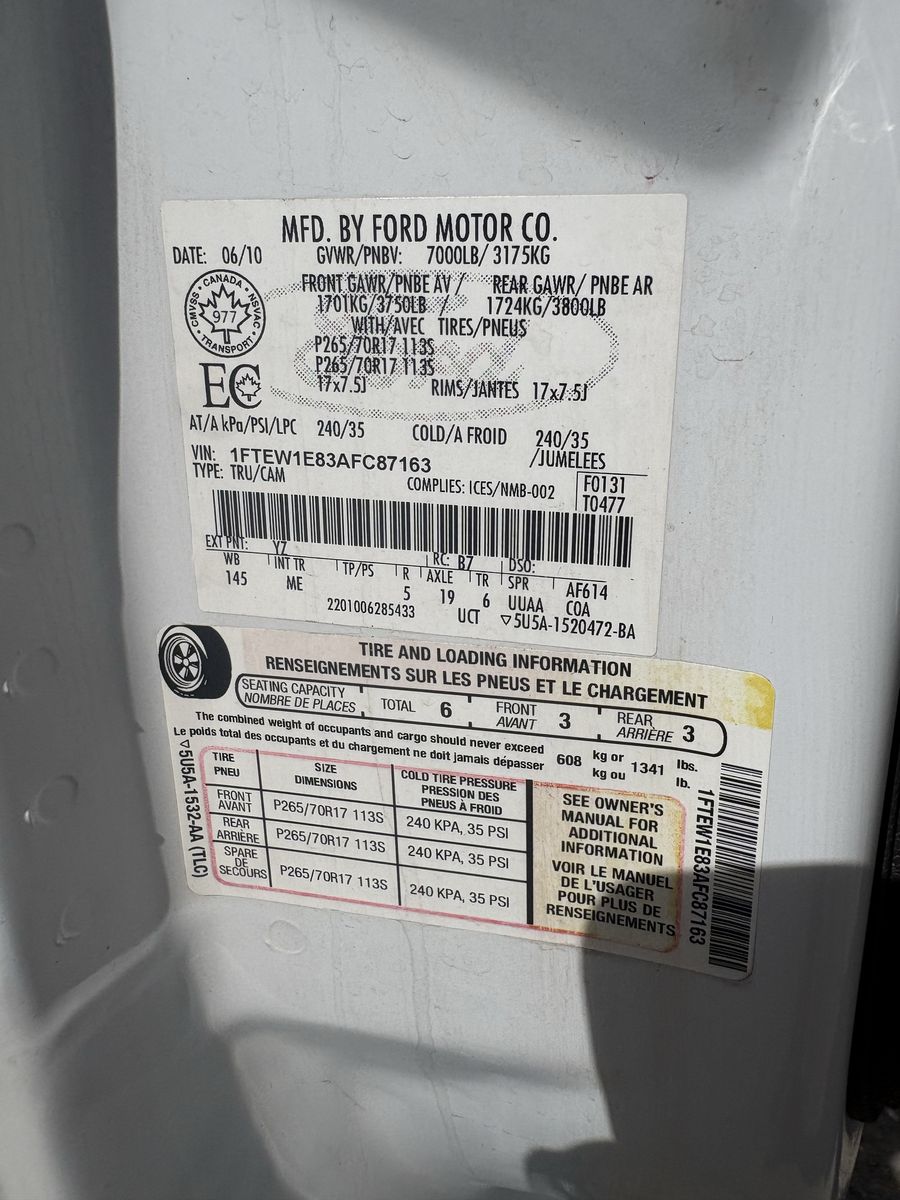 MFD. BY FORD MOTOR CO.
DATE: 06/10 GVWR/PNBV: 7000LB/ 3175KG
FRONT GAWR/PNBE AV / REAR GAWR/ PNBE AR
1701KG/3750LB / 1724KG/3800LB
WITH/AVEC TIRES/PNEUS
P265/70R17 113S
P265/70R17 113S
17x7.5J RIMS/JANTES 17x7.5J
CANADA
CMVSS NSVAC
977
TRANSPORT
EC
AT/A kPa/PSI/LPC 240/35 COLD/A FROID 240/35
/JUMELEES
VIN: 1FTEW1E83AFC87163
TYPE: TRU/CAM
COMPLIES: ICES/NMB-002
F0131
T0477
EXT PNT: YZ RC: B7 DSO:
WB INT TR TP/PS R AXLE TR SPR AF614
145 ME 5 19 6 UUAA COA
2201006285433 UCT ▽5U5A-1520472-BA
TIRE AND LOADING INFORMATION
RENSEIGNEMENTS SUR LES PNEUS ET LE CHARGEMENT
SEATING CAPACITY
NOMBRE DE PLACES
TOTAL 6
FRONT
AVANT 3
REAR
ARRIÈRE 3
The combined weight of occupants and cargo should never exceed
Le poids total des occupants et du chargement ne doit jamais dépasser
608 kg or 1341 lbs.
kg ou lb.
▽5U5A-1532-AA (TLC)
TIRE
PNEU
SIZE
DIMENSIONS
COLD TIRE PRESSURE
PRESSION DES
PNEUS À FROID
FRONT
AVANT
P265/70R17 113S
240 KPA, 35 PSI
REAR
ARRIÈRE
P265/70R17 113S
240 KPA, 35 PSI
SPARE
DE
SECOURS
P265/70R17 113S
240 KPA, 35 PSI
SEE OWNER'S
MANUAL FOR
ADDITIONAL
INFORMATION
VOIR LE MANUEL
DE L'USAGER
POUR PLUS DE
RENSEIGNEMENTS
1FTEW1E83AFC87163